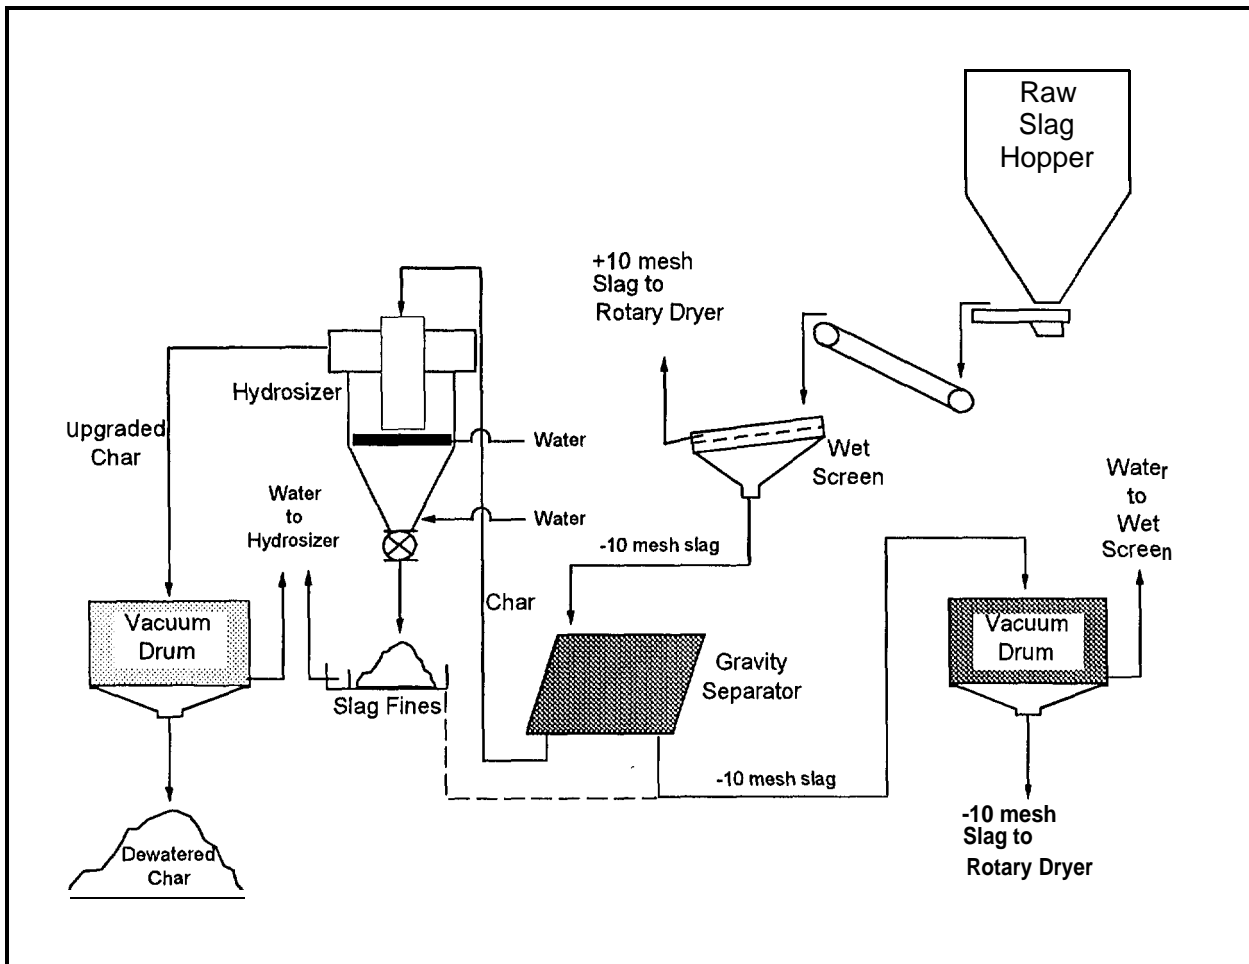 Raw
Slag
Hopper
+10 mesh
Slag to
Rotary Dryer
Hydrosizer
Upgraded
Char
Water
Wet
Screen
Water
to
Wet
Screen
Water
to
Hydrosizer
Water
-10 mesh slag
Char
Vacuum
Drum
Vacuum
Drum
Gravity
Separator
Slag Fines
-10 mesh slag
-10 mesh
Slag to
Rotary Dryer
Dewatered
Char